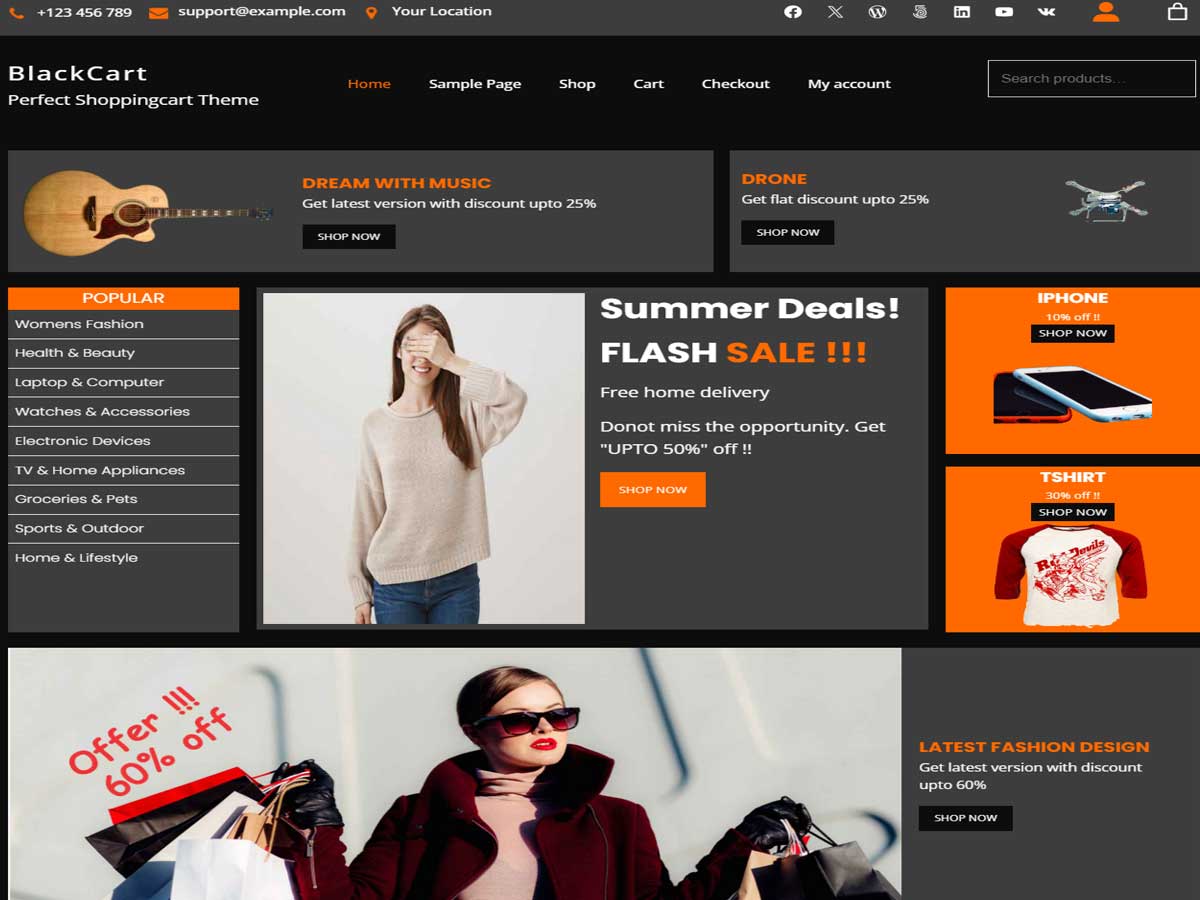 +123 456 789 support@example.com Your Location
BlackCart
Perfect Shoppingcart Theme
Home Sample Page Shop Cart Checkout My account
Search products...
DREAM WITH MUSIC
Get latest version with discount upto 25%
SHOP NOW
DRONE
Get flat discount upto 25%
SHOP NOW
POPULAR
Womens Fashion
Health & Beauty
Laptop & Computer
Watches & Accessories
Electronic Devices
TV & Home Appliances
Groceries & Pets
Sports & Outdoor
Home & Lifestyle
Summer Deals!
FLASH SALE !!!
Free home delivery
Donot miss the opportunity. Get
"UPTO 50%" off !!
SHOP NOW
IPHONE
10% off !!
SHOP NOW
TSHIRT
30% off !!
SHOP NOW
Offer !!!
60% off
LATEST FASHION DESIGN
Get latest version with discount
upto 60%
SHOP NOW